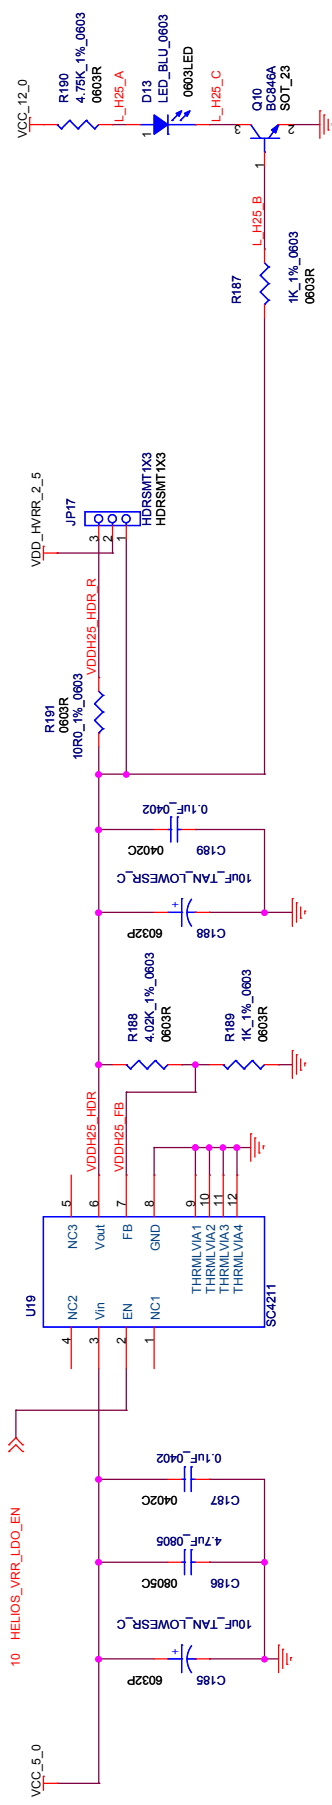 VCC_12_0
R190
4.75K_1%_0603
0603R
L_H25_A
D13
LED_BLU_0603
0603LED
1
L_H25_C
Q10
BC846A
SOT_23
3
2
1
L_H25_B
R187
1K_1%_0603
0603R
VDD_HVRR_2_5
JP17
3
2
1
HDRSMT1X3
HDRSMT1X3
VDDH25_HDR_R
R191
0603R
10R0_1%_0603
0.1uF_0402
0402C
C189
10uF_TAN_LOWESR_C
6032P
C188
+
R188
4.02K_1%_0603
0603R
R189
1K_1%_0603
0603R
VDDH25_HDR
VDDH25_FB
U19
NC3
5
Vout
6
FB
7
GND
8
THRMLVIA1
9
THRMLVIA2
10
THRMLVIA3
11
THRMLVIA4
12
NC2
4
Vin
3
EN
2
NC1
1
SC4211
10
HELIOS_VRR_LDO_EN
0.1uF_0402
0402C
C187
4.7uF_0805
0805C
C186
10uF_TAN_LOWESR_C
6032P
C185
+
VCC_5_0